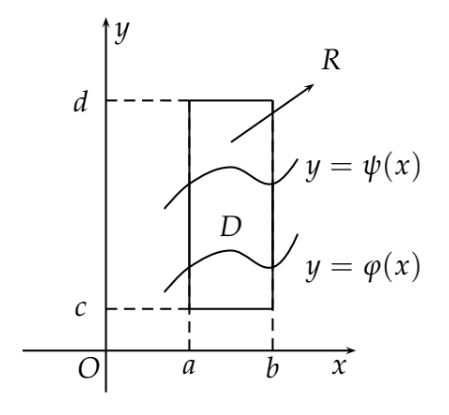 y
R
d
y = ψ(x)
D
y = φ(x)
c
O a b x